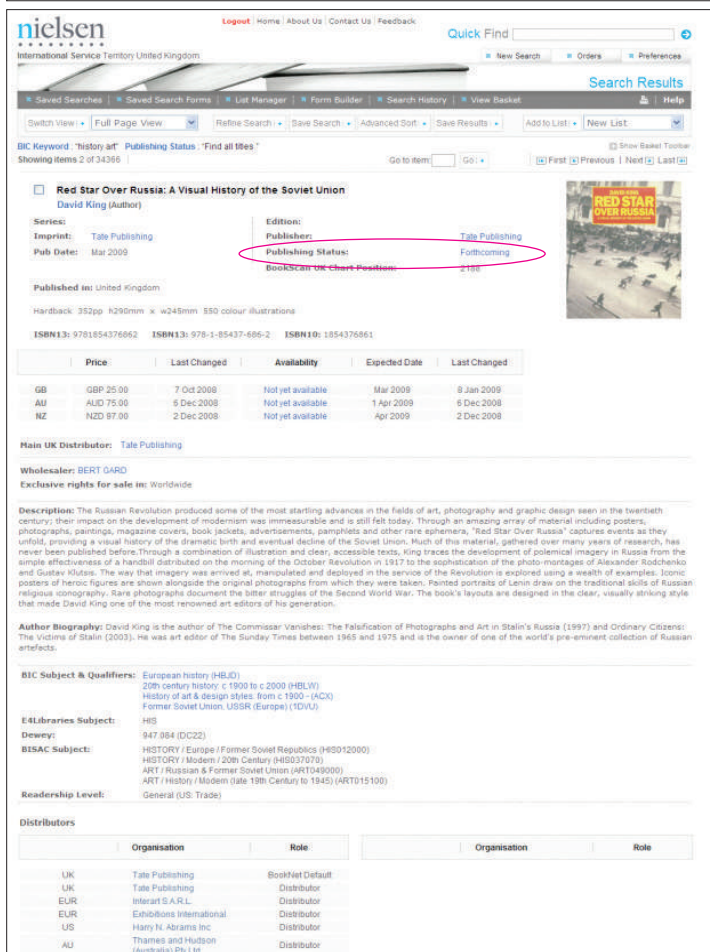 nielsen
Logout | Home | About Us | Contact Us | Feedback
Quick Find
International Service Territory United Kingdom
New Search Orders Preferences
Search Results
Saved Searches | Saved Search Forms | List Manager | Form Builder | Search History | View Basket | Help
Switch View Full Page View Refine Search Save Search Advanced Sort Save Results Add to List New List
BIC Keyword : "history art" Publishing Status : "Find all titles "
Show Basket Toolbar
Showing items 2 of 34366
Go to item: Go
First Previous | Next Last
Red Star Over Russia: A Visual History of the Soviet Union
David King (Author)
DAVID KING
RED STAR
OVER RUSSIA
Series: Edition:
Imprint: Tate Publishing Publisher: Tate Publishing
Pub Date: Mar 2009 Publishing Status: Forthcoming
BookScan UK Chart Position: 2188
Published in: United Kingdom
Hardback 352pp h290mm x w245mm 550 colour illustrations
ISBN13: 9781854376862 ISBN13: 978-1-85437-686-2 ISBN10: 1854376861
Price Last Changed Availability Expected Date Last Changed
GB GBP 25.00 7 Oct 2008 Not yet available Mar 2009 8 Jan 2009
AU AUD 75.00 6 Dec 2008 Not yet available 1 Apr 2009 6 Dec 2008
NZ NZD 97.00 2 Dec 2008 Not yet available Apr 2009 2 Dec 2008
Main UK Distributor: Tate Publishing
Wholesaler: BERT GARD
Exclusive rights for sale in: Worldwide
Description: The Russian Revolution produced some of the most startling advances in the fields of art, photography and graphic design seen in the twentieth
century; their impact on the development of modernism was immeasurable and is still felt today. Through an amazing array of material including posters,
photographs, paintings, magazine covers, book jackets, advertisements, pamphlets and other rare ephemera, "Red Star Over Russia" captures events as they
unfold, providing a visual history of the dramatic birth and eventual decline of the Soviet Union. Much of this material, gathered over many years of research, has
never been published before.Through a combination of illustration and clear, accessible texts, King traces the development of polemical imagery in Russia from the
simple effectiveness of a handbill distributed on the morning of the October Revolution in 1917 to the sophistication of the photo-montages of Alexander Rodchenko
and Gustav Klutsis. The way that imagery was arrived at, manipulated and deployed in the service of the Revolution is explored using a wealth of examples. Iconic
posters of heroic figures are shown alongside the original photographs from which they were taken. Painted portraits of Lenin draw on the traditional skills of Russian
religious iconography. Rare photographs document the bitter struggles of the Second World War. The book's layouts are designed in the clear, visually striking style
that made David King one of the most renowned art editors of his generation.
Author Biography: David King is the author of The Commissar Vanishes: The Falsification of Photographs and Art in Stalin's Russia (1997) and Ordinary Citizens:
The Victims of Stalin (2003). He was art editor of The Sunday Times between 1965 and 1975 and is the owner of one of the world's pre-eminent collection of Russian
artefacts.
BIC Subject & Qualifiers: European history (HBJD)
20th century history: c 1900 to c 2000 (HBLW)
History of art & design styles: from c 1900 - (ACX)
Former Soviet Union, USSR (Europe) (1DVU)
E4Libraries Subject: HIS
Dewey: 947.084 (DC22)
BISAC Subject: HISTORY / Europe / Former Soviet Republics (HIS012000)
HISTORY / Modern / 20th Century (HIS037070)
ART / Russian & Former Soviet Union (ART049000)
ART / History / Modern (late 19th Century to 1945) (ART015100)
Readership Level: General (US: Trade)
Distributors
Organisation Role Organisation Role
UK Tate Publishing BookNet Default
UK Tate Publishing Distributor
EUR Interart S.A.R.L. Distributor
EUR Exhibitions International Distributor
US Harry N. Abrams Inc Distributor
AU Thames and Hudson (Australia) Pty Ltd Distributor